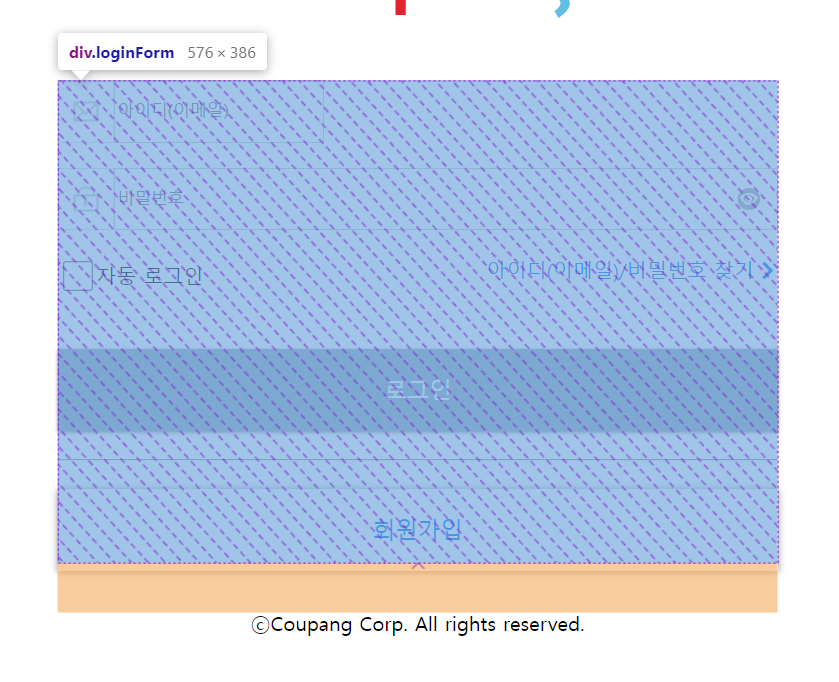 div.loginForm 576 × 386
아이디(이메일)
비밀번호
자동 로그인 아이디(이메일)/비밀번호 찾기
로그인
회원가입
ⓒCoupang Corp. All rights reserved.